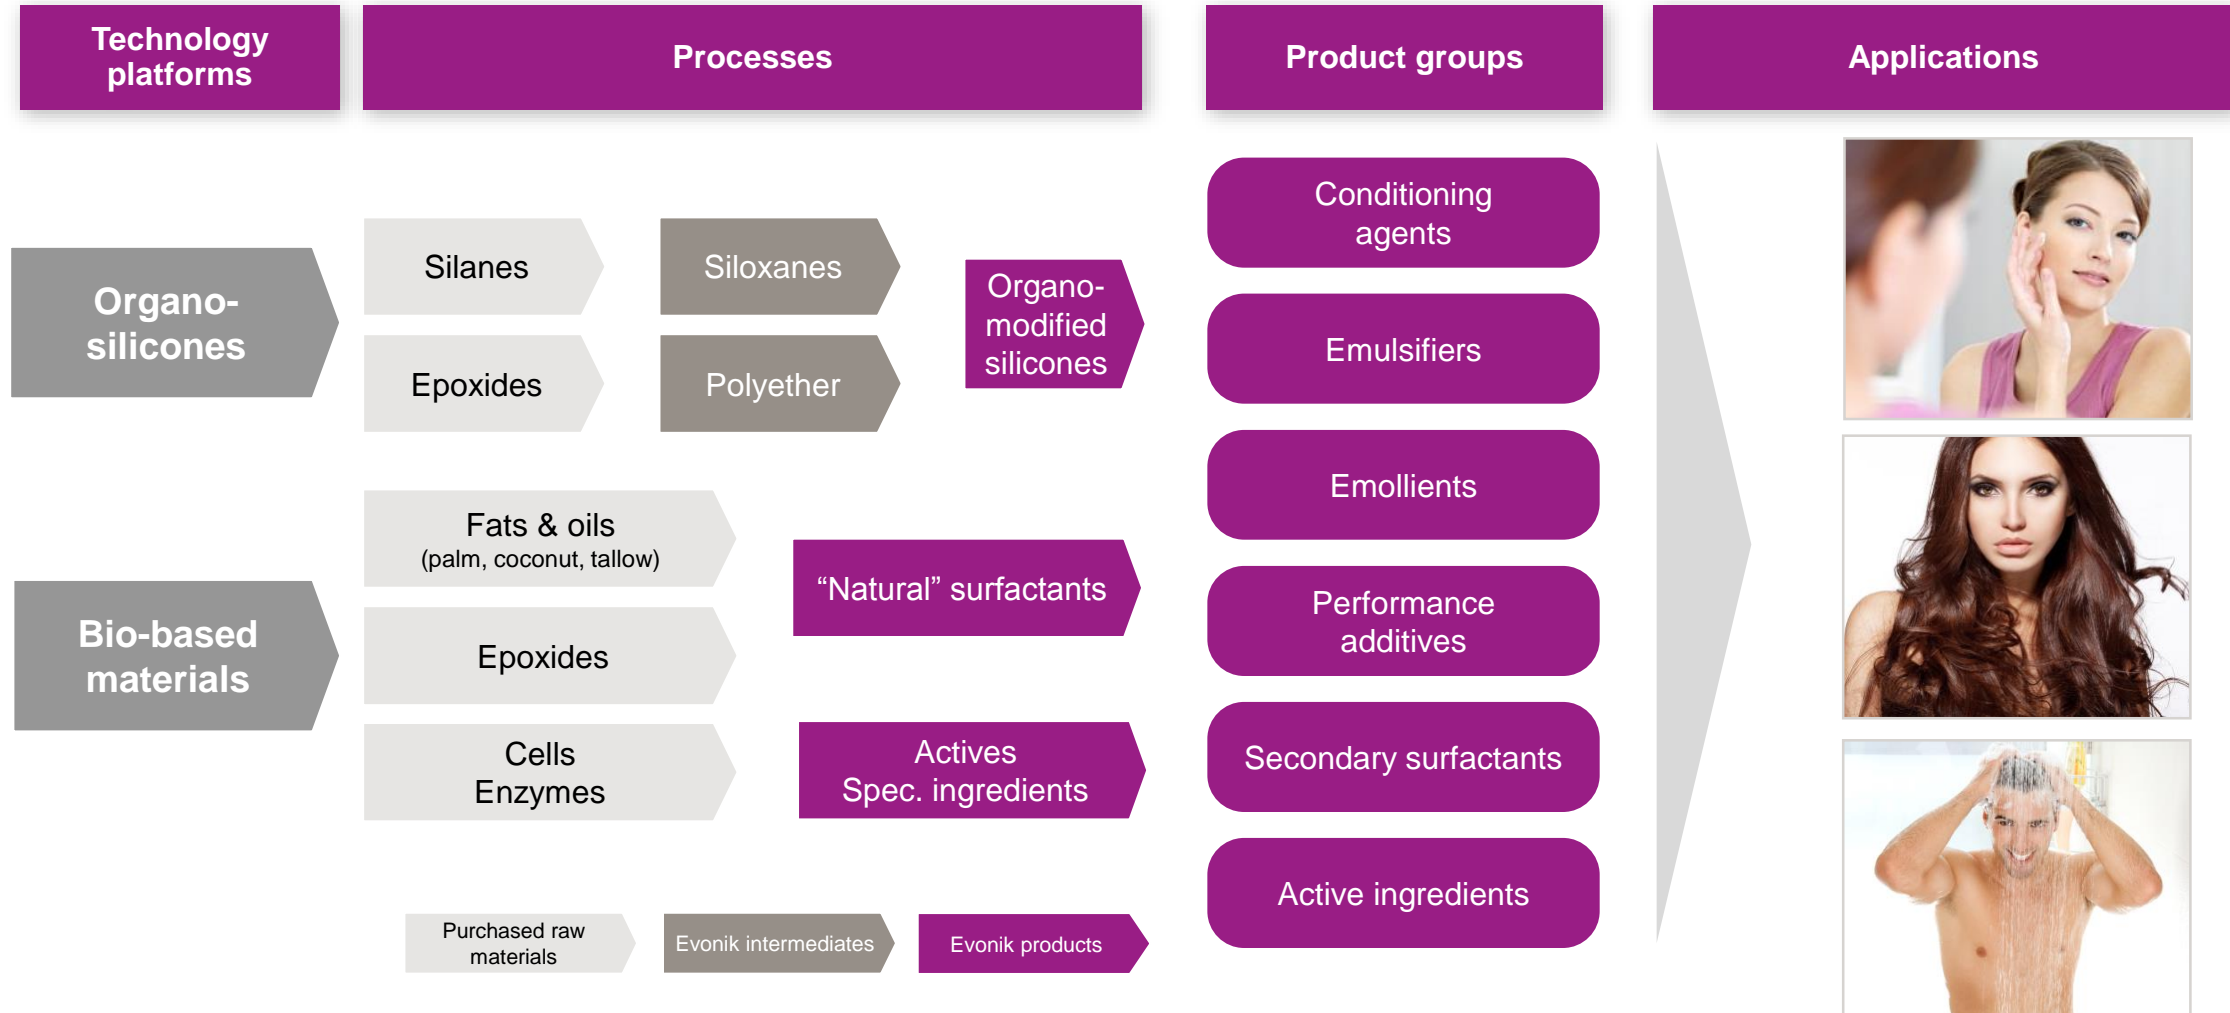 Technology
platforms
Processes
Product groups
Applications
Organo-
silicones
Silanes
Siloxanes
Epoxides
Polyether
Organo-
modified
silicones
Bio-based
materials
Fats & oils
(palm, coconut, tallow)
Epoxides
Cells
Enzymes
“Natural” surfactants
Actives
Spec. ingredients
Conditioning
agents
Emulsifiers
Emollients
Performance
additives
Secondary surfactants
Active ingredients
Purchased raw
materials
Evonik intermediates
Evonik products